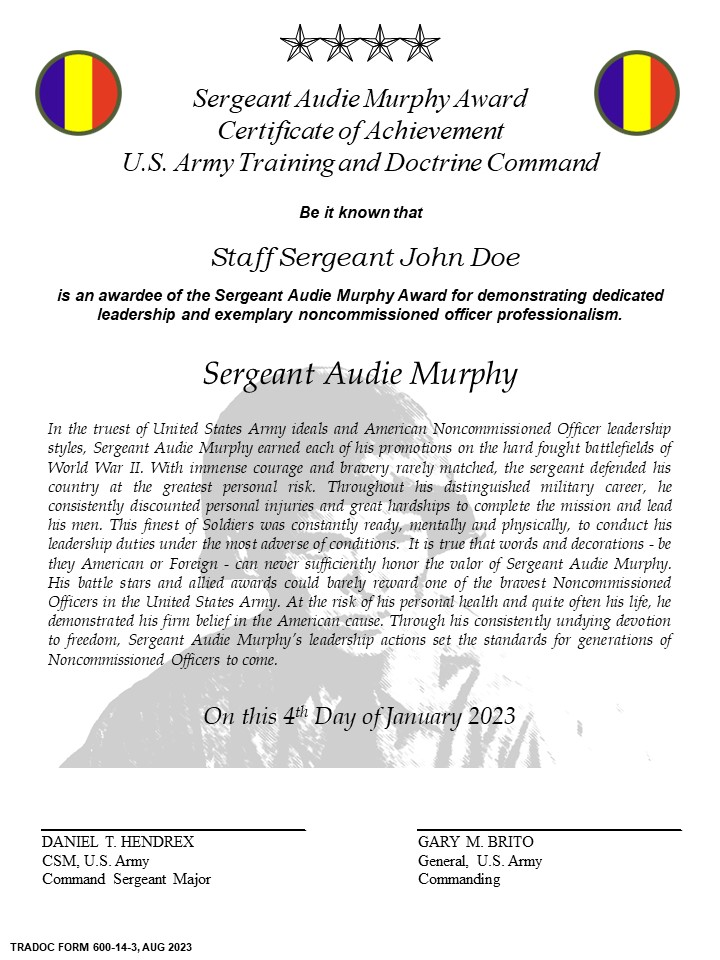 Sergeant Audie Murphy Award
Certificate of Achievement
U.S. Army Training and Doctrine Command
Be it known that
Staff Sergeant John Doe
is an awardee of the Sergeant Audie Murphy Award for demonstrating dedicated
leadership and exemplary noncommissioned officer professionalism.
Sergeant Audie Murphy
In the truest of United States Army ideals and American Noncommissioned Officer leadership
styles, Sergeant Audie Murphy earned each of his promotions on the hard fought battlefields of
World War II. With immense courage and bravery rarely matched, the sergeant defended his
country at the greatest personal risk. Throughout his distinguished military career, he
consistently discounted personal injuries and great hardships to complete the mission and lead
his men. This finest of Soldiers was constantly ready, mentally and physically, to conduct his
leadership duties under the most adverse of conditions. It is true that words and decorations - be
they American or Foreign - can never sufficiently honor the valor of Sergeant Audie Murphy.
His battle stars and allied awards could barely reward one of the bravest Noncommissioned
Officers in the United States Army. At the risk of his personal health and quite often his life, he
demonstrated his firm belief in the American cause. Through his consistently undying devotion
to freedom, Sergeant Audie Murphy’s leadership actions set the standards for generations of
Noncommissioned Officers to come.
On this 4th Day of January 2023
DANIEL T. HENDREX
CSM, U.S. Army
Command Sergeant Major
GARY M. BRITO
General, U.S. Army
Commanding
TRADOC FORM 600-14-3, AUG 2023